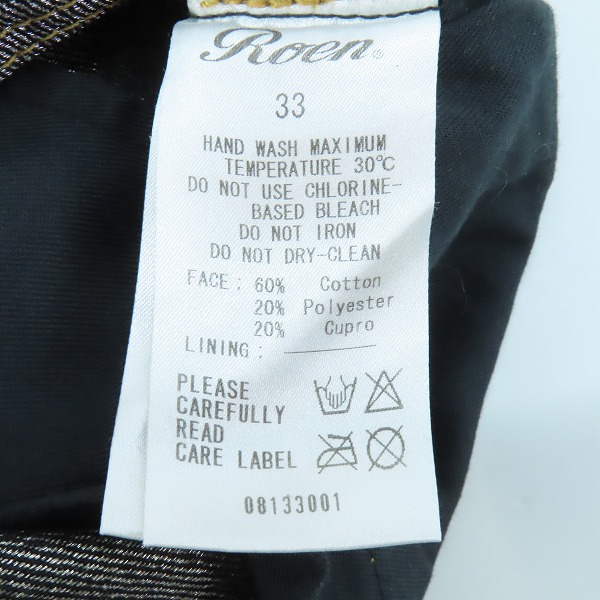 Roen®
33
HAND WASH MAXIMUM
TEMPERATURE 30℃
DO NOT USE CHLORINE-
BASED BLEACH
DO NOT IRON
DO NOT DRY-CLEAN
FACE: 60% Cotton
20% Polyester
20% Cupro
LINING:
PLEASE
CAREFULLY
READ
CARE LABEL
08133001